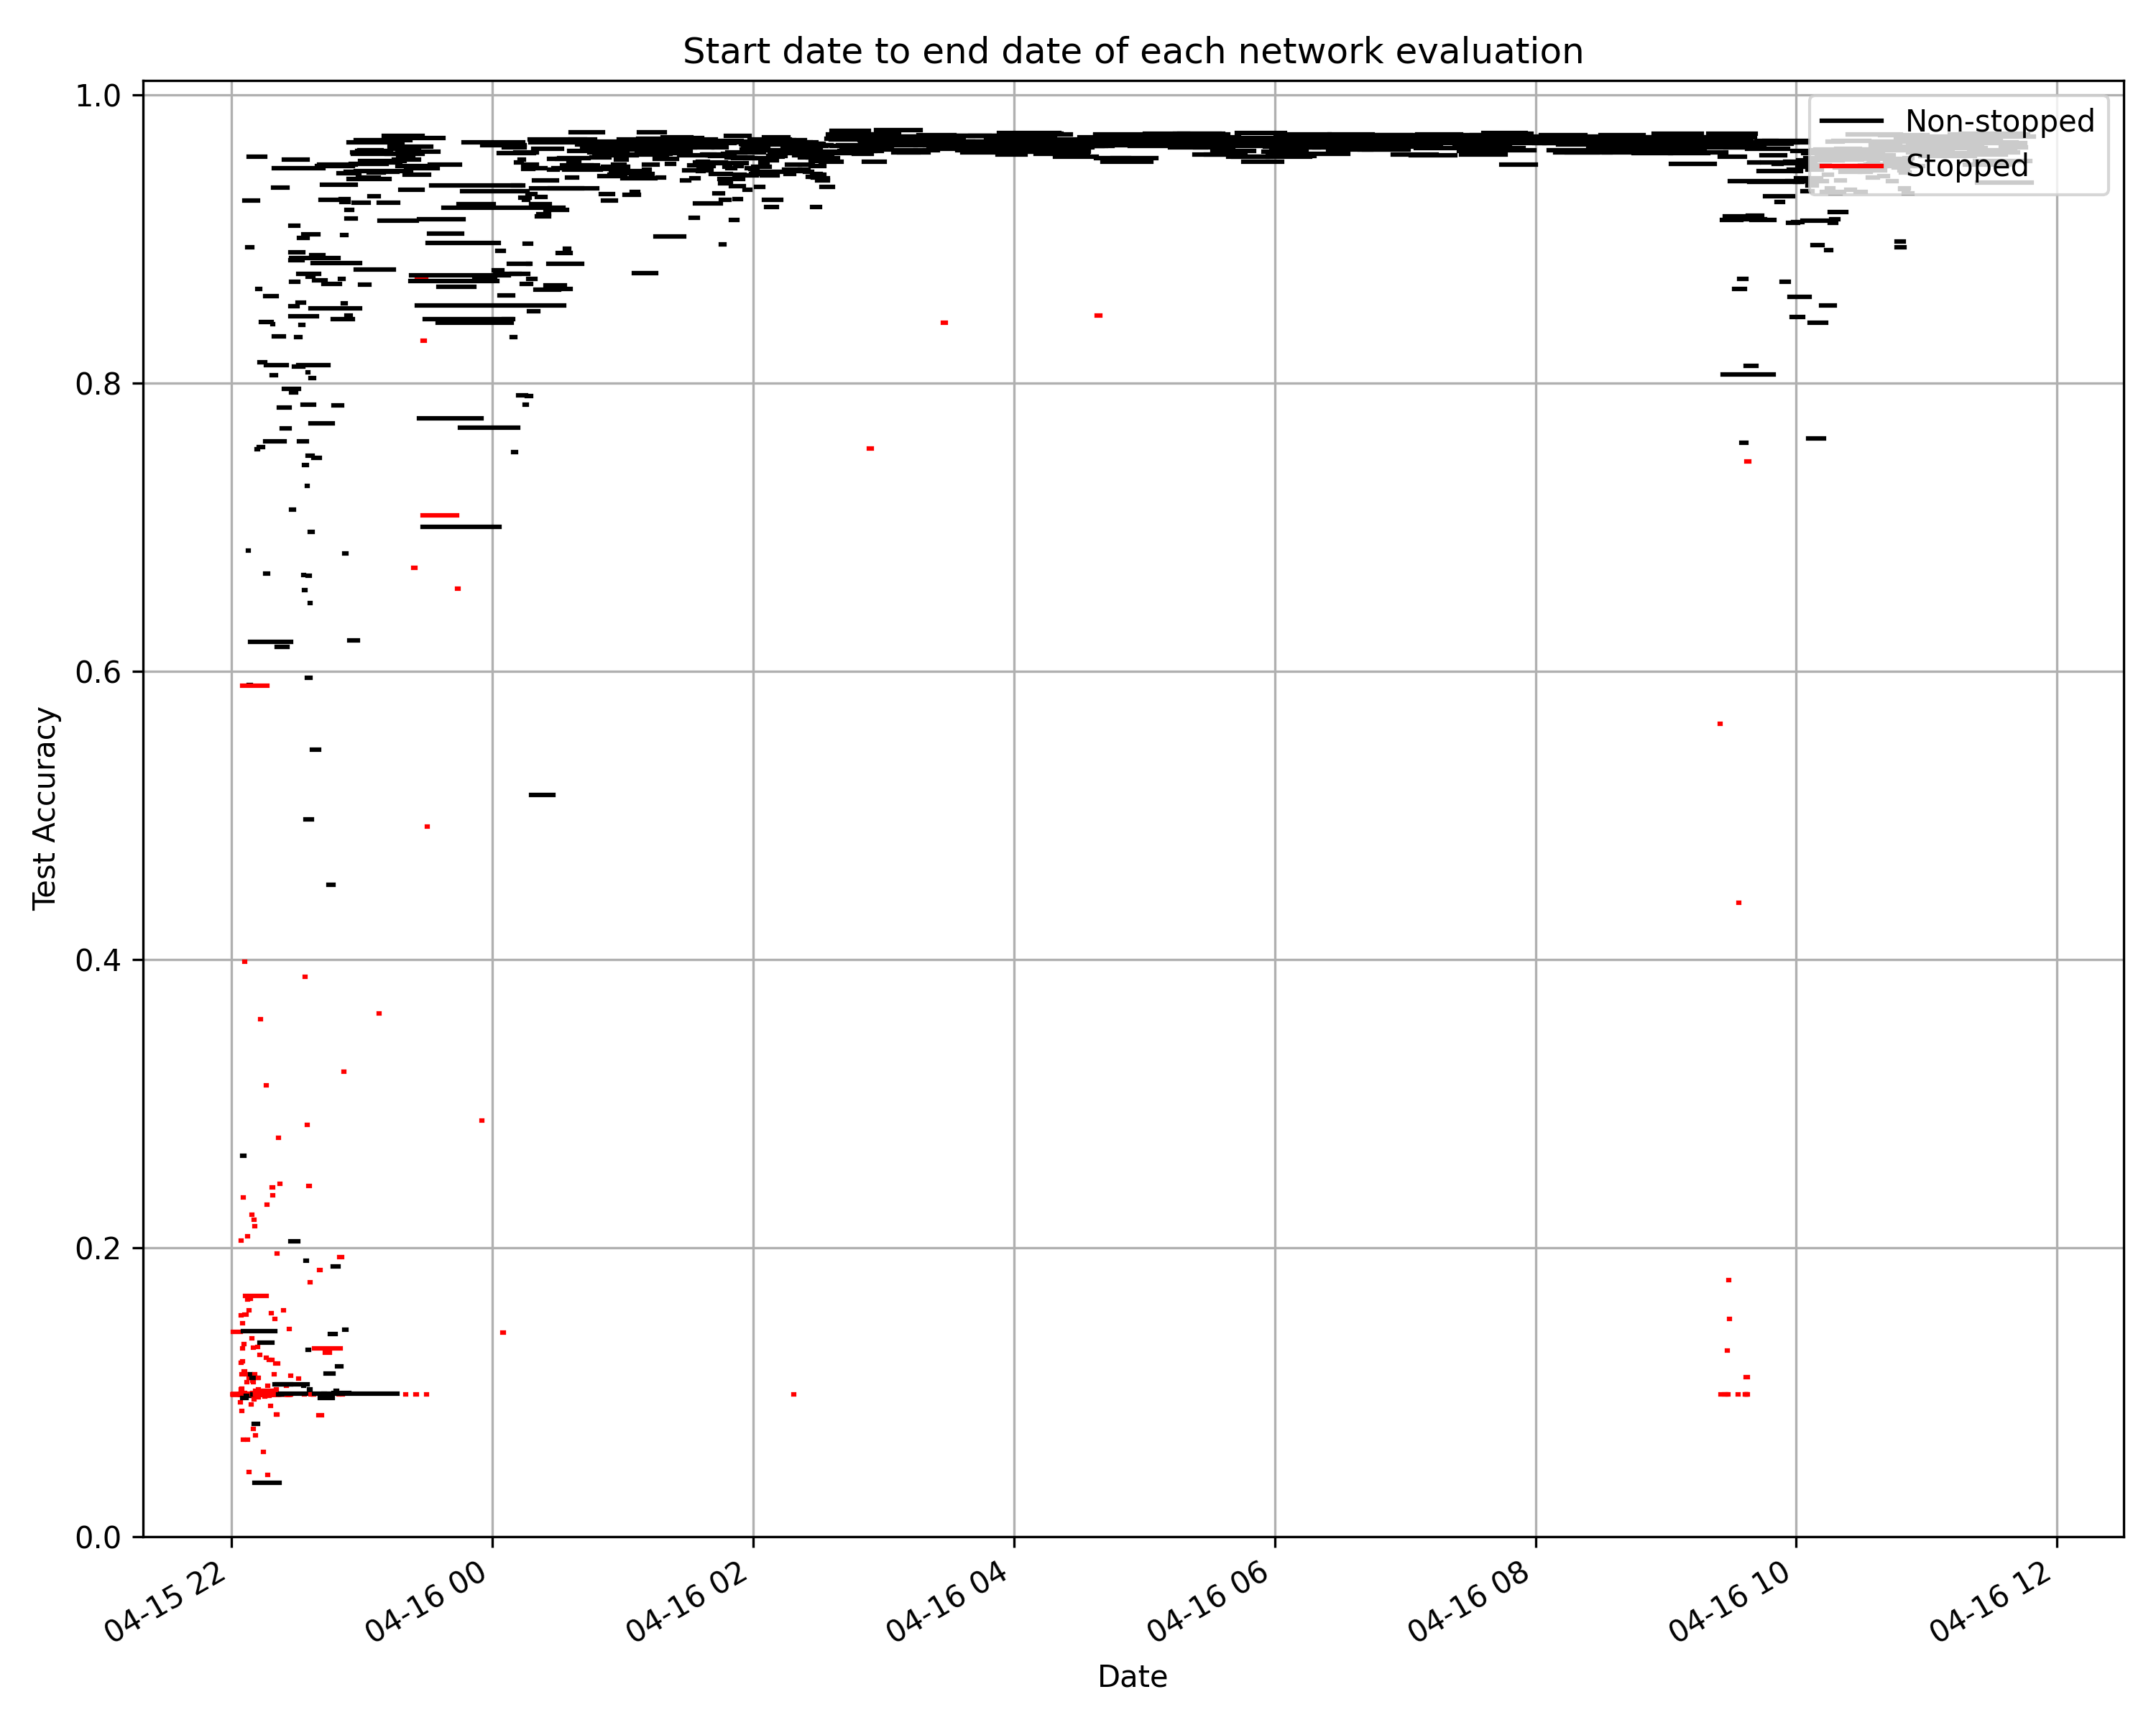 Start date to end date of each network evaluation
1.0
Non-stopped
Stopped
0.8
0.6
Test Accuracy
0.4
0.2
0.0
04-15 22
04-16 00
04-16 02
04-16 04
04-16 06
04-16 08
04-16 10
04-16 12
Date